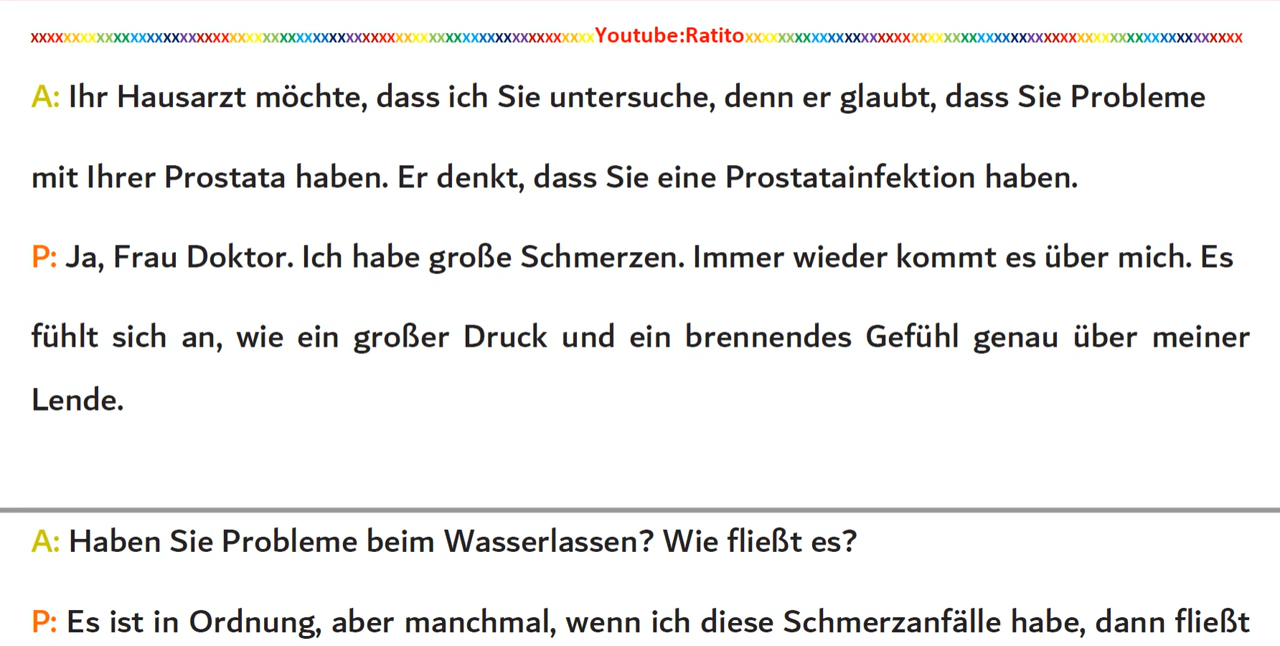 xxxxxxxxxxxxxxxxxxxxxxxxxxxxxxxxxxxxxxxxxxxxxxxxxxxxxxxxxxxxxxxxxxxxYoutube:Ratitoxxxxxxxxxxxxxxxxxxxxxxxxxxxxxxxxxxxxxxxxxxxxxxxxxxxxxxxxxxxx
A: Ihr Hausarzt möchte, dass ich Sie untersuche, denn er glaubt, dass Sie Probleme
mit Ihrer Prostata haben. Er denkt, dass Sie eine Prostatainfektion haben.
P: Ja, Frau Doktor. Ich habe große Schmerzen. Immer wieder kommt es über mich. Es
fühlt sich an, wie ein großer Druck und ein brennendes Gefühl genau über meiner
Lende.
A: Haben Sie Probleme beim Wasserlassen? Wie fließt es?
P: Es ist in Ordnung, aber manchmal, wenn ich diese Schmerzanfälle habe, dann fließt